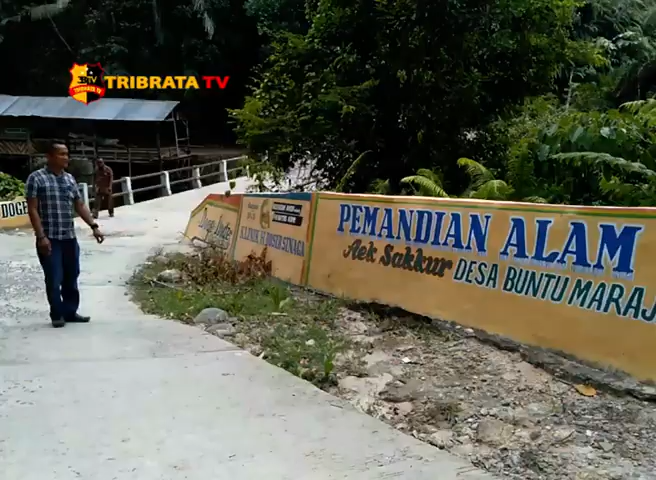 TRIBRATA TV
DOGE
PEMANDIAN ALAM
Aek Sakkur
DESA BUNTU MARAJ